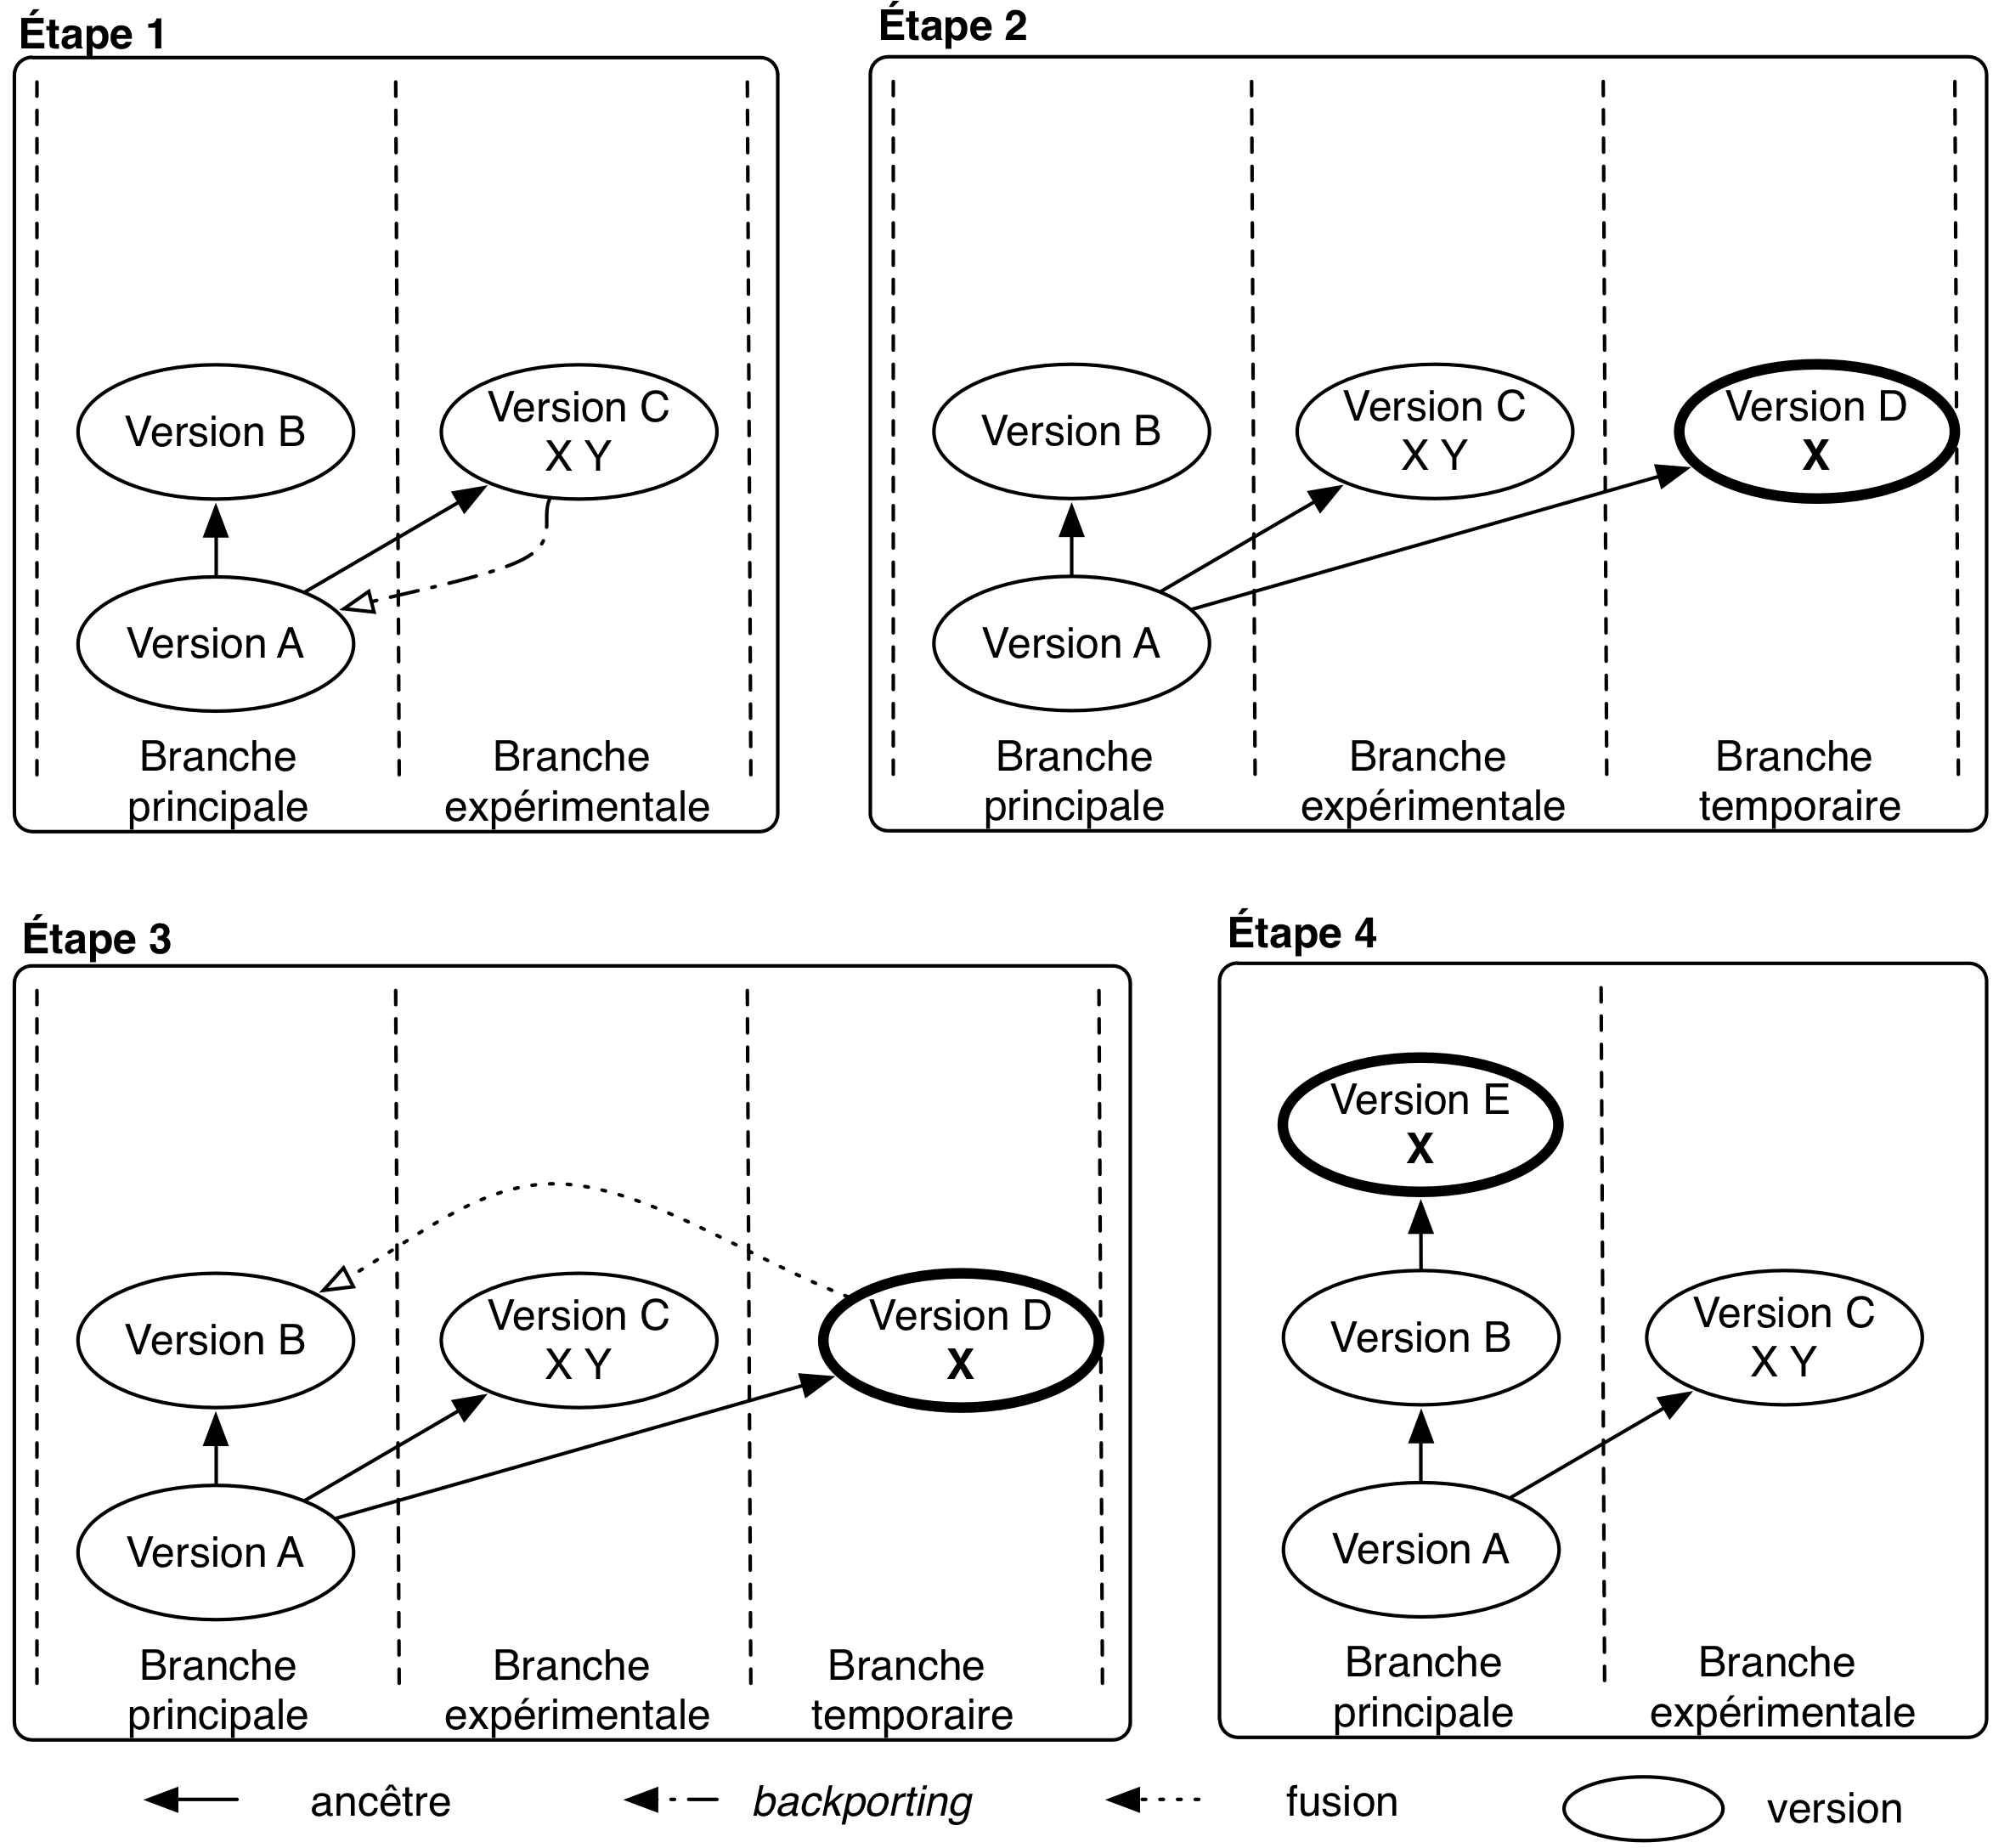 Étape 1
Version B
Version C
X Y
Version A
Branche
principale
Branche
expérimentale
Étape 2
Version B
Version C
X Y
Version D
X
Version A
Branche
principale
Branche
expérimentale
Branche
temporaire
Étape 3
Version B
Version C
X Y
Version D
X
Version A
Branche
principale
Branche
expérimentale
Branche
temporaire
Étape 4
Version E
X
Version B
Version C
X Y
Version A
Branche
principale
Branche
expérimentale
ancêtre
backporting
fusion
version